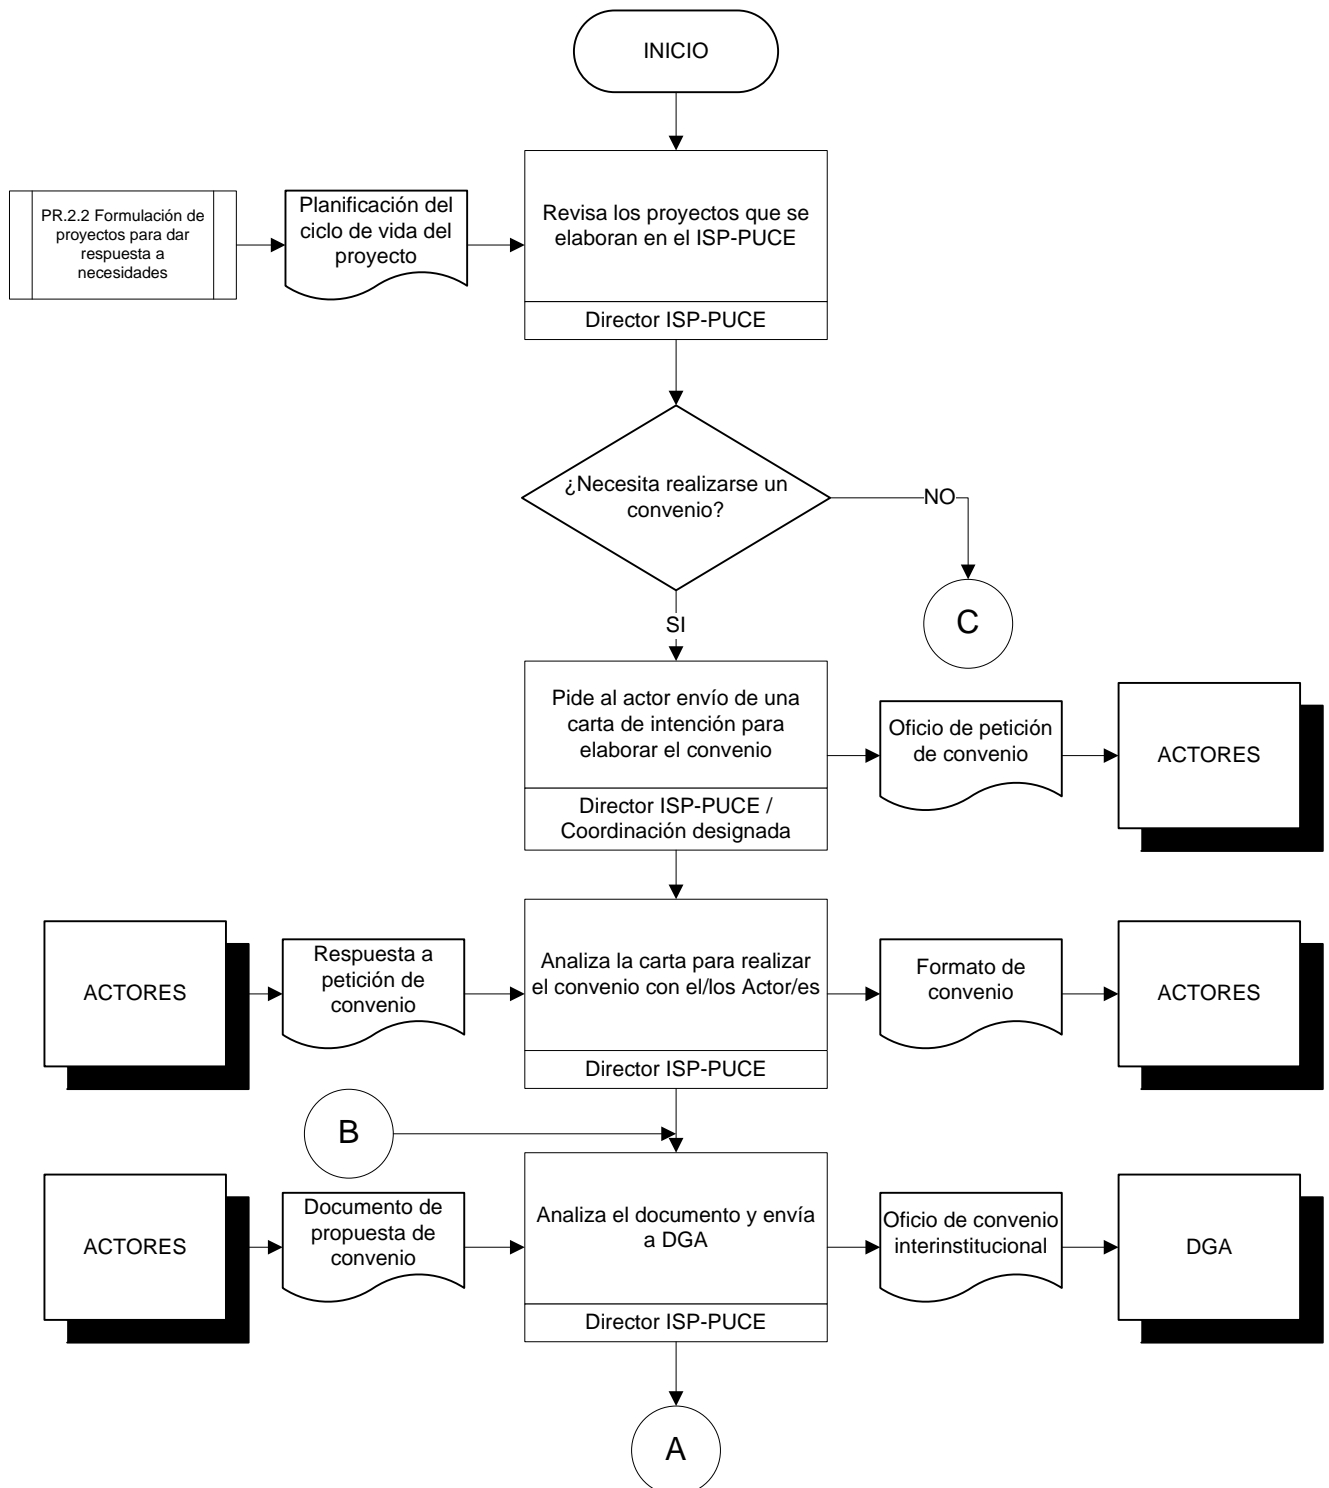 INICIO
PR.2.2 Formulación de
proyectos para dar
respuesta a
necesidades
Planificación del
ciclo de vida del
proyecto
Revisa los proyectos que se
elaboran en el ISP-PUCE
Director ISP-PUCE
¿Necesita realizarse un
convenio?
NO
C
SI
Pide al actor envío de una
carta de intención para
elaborar el convenio
Director ISP-PUCE /
Coordinación designada
Oficio de petición
de convenio
ACTORES
ACTORES
Respuesta a
petición de
convenio
Analiza la carta para realizar
el convenio con el/los Actor/es
Director ISP-PUCE
Formato de
convenio
ACTORES
B
ACTORES
Documento de
propuesta de
convenio
Analiza el documento y envía
a DGA
Director ISP-PUCE
Oficio de convenio
interinstitucional
DGA
A